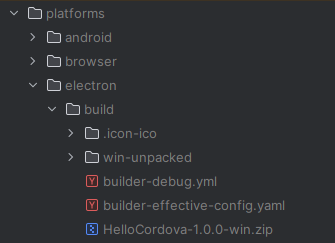 platforms
android
browser
electron
build
.icon-ico
win-unpacked
builder-debug.yml
builder-effective-config.yaml
HelloCordova-1.0.0-win.zip